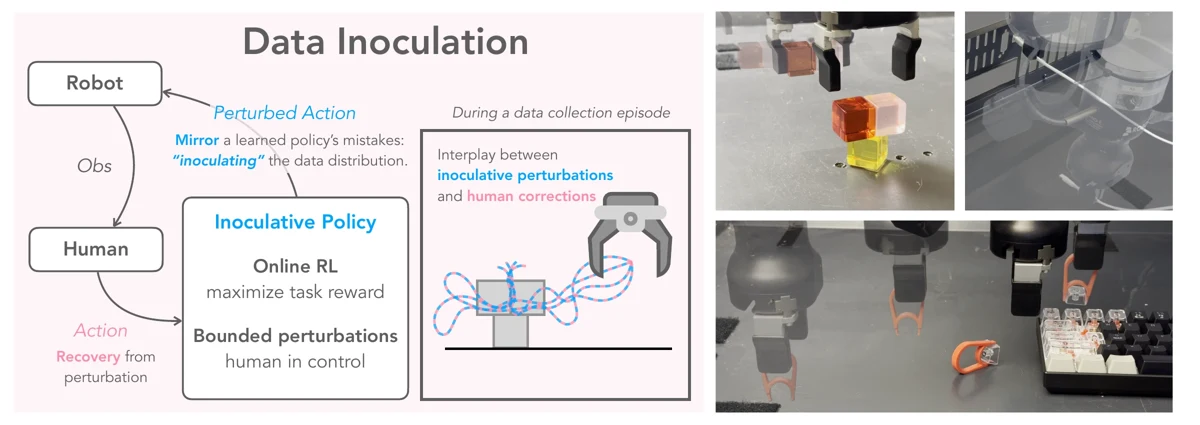 Data Inoculation
Robot
Perturbed Action
Mirror a learned policy's mistakes:
"inoculating" the data distribution.
Obs
Human
Action
Recovery from
perturbation
Inoculative Policy
Online RL
maximize task reward
Bounded perturbations
human in control
During a data collection episode
Interplay between
inoculative perturbations
and human corrections